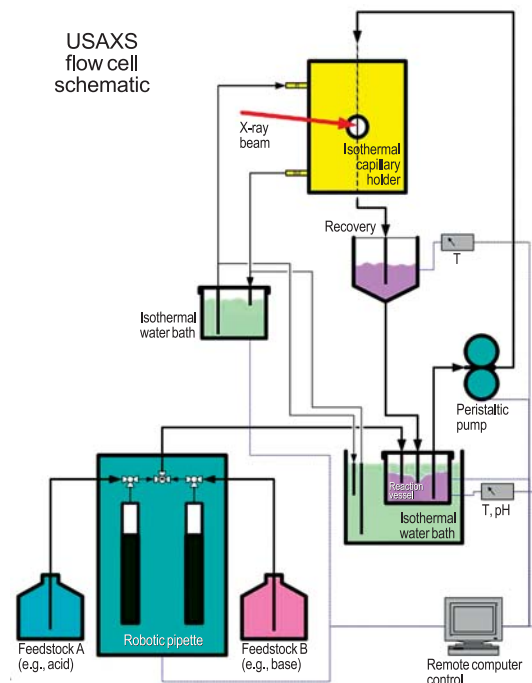 USAXS
flow cell
schematic
X-ray
beam
Isothermal
capillary
holder
Recovery
T
Isothermal
water bath
Peristaltic
pump
Reaction
vessel
T, pH
Isothermal
water bath
Feedstock A
(e.g., acid)
Robotic pipette
Feedstock B
(e.g., base)
Remote computer
control